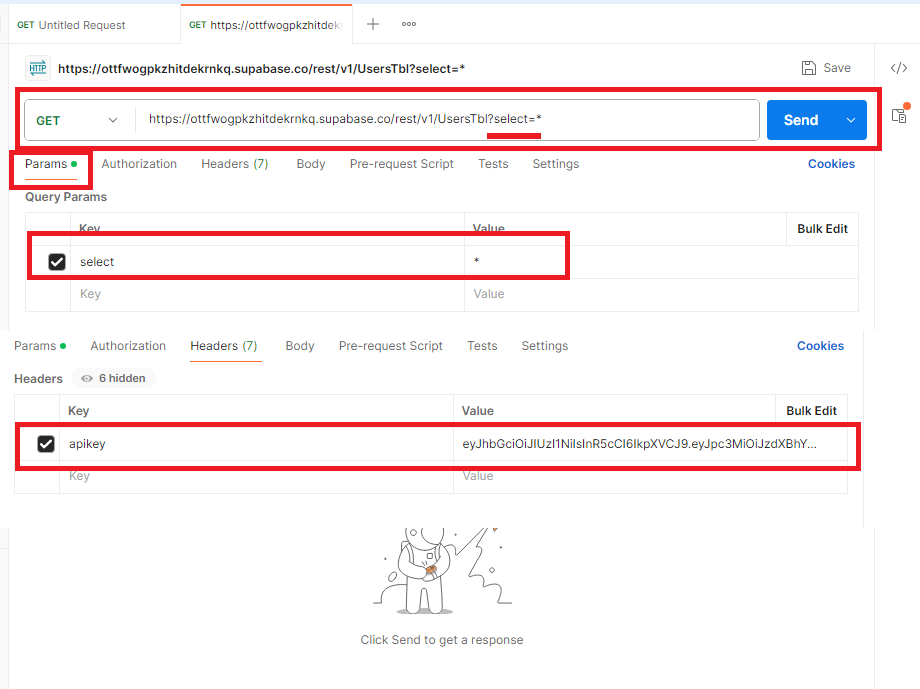 GET Untitled Request
GET https://ottfwogpkzhitdek
HTTP https://ottfwogpkzhitdekrnkq.supabase.co/rest/v1/UsersTbl?select=* Save
GET https://ottfwogpkzhitdekrnkq.supabase.co/rest/v1/UsersTbl?select=* Send
Params Authorization Headers (7) Body Pre-request Script Tests Settings Cookies
Query Params
Key Value Bulk Edit
select *
Key Value
Params Authorization Headers (7) Body Pre-request Script Tests Settings Cookies
Headers 6 hidden
Key Value Bulk Edit
apikey eyJhbGciOiJIUzI1NiIsInR5cCI6IkpXVCJ9.eyJpc3MiOiJzdXBhY...
Key Value
Click Send to get a response